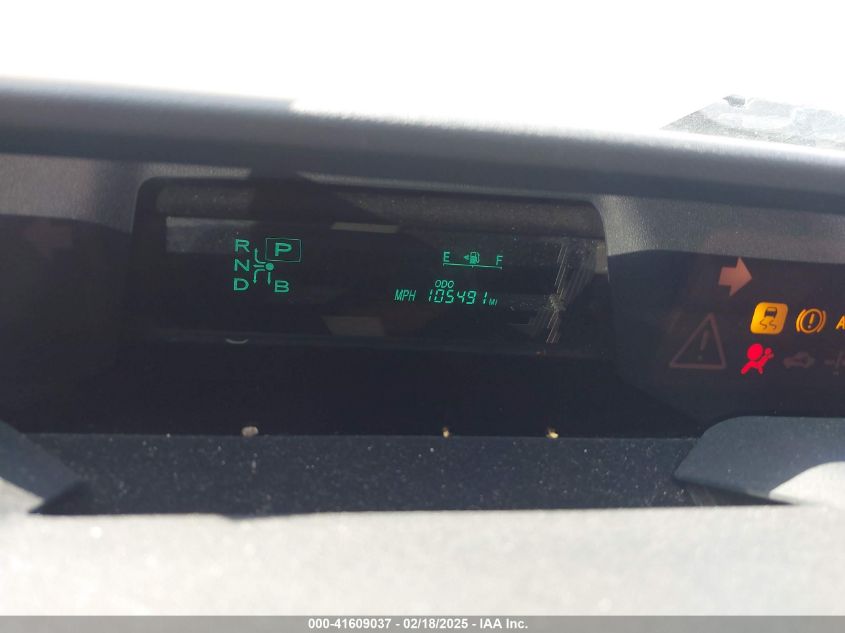 R P
N
D B
E F
ODO
MPH 105491 MI
A
000-41609037 - 02/18/2025 - IAA Inc.